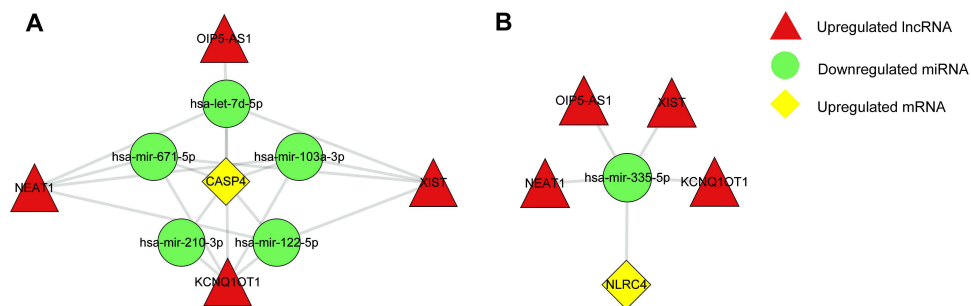 A
OIP5-AS1
hsa-let-7d-5p
hsa-mir-671-5p
hsa-mir-103a-3p
CASP4
NEAT1
XIST
hsa-mir-210-3p
hsa-mir-122-5p
KCNQ1OT1
B
OIP5-AS1
XIST
NEAT1
hsa-mir-335-5p
KCNQ1OT1
NLRC4
Upregulated lncRNA
Downregulated miRNA
Upregulated mRNA